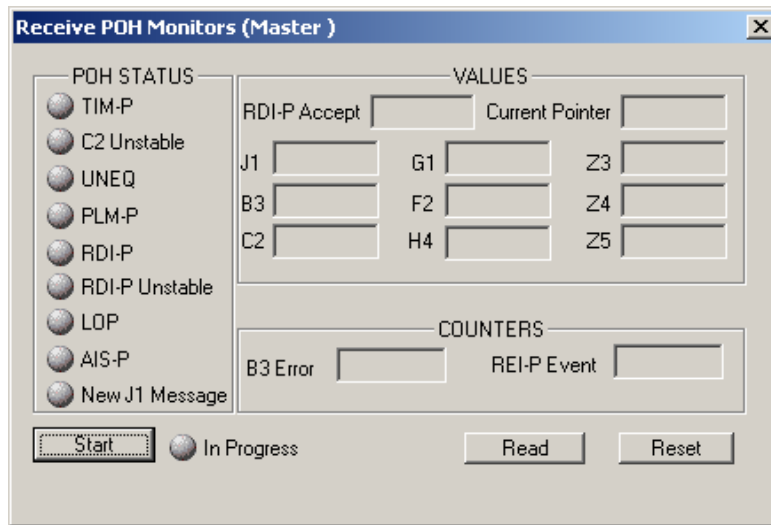 Receive POH Monitors (Master )
POH STATUS
TIM-P
C2 Unstable
UNEQ
PLM-P
RDI-P
RDI-P Unstable
LOP
AIS-P
New J1 Message
VALUES
RDI-P Accept Current Pointer
J1 G1 Z3
B3 F2 Z4
C2 H4 Z5
COUNTERS
B3 Error REI-P Event
Start In Progress Read Reset